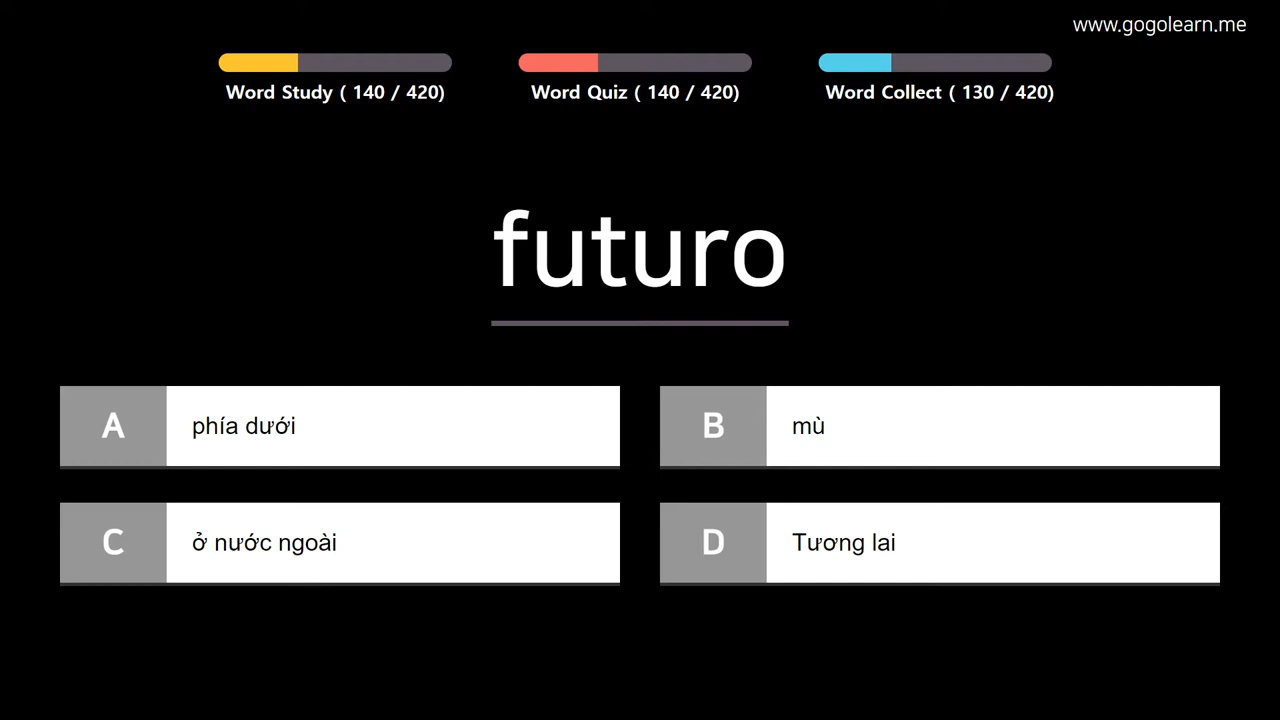 www.gogolearn.me
Word Study ( 140 / 420)
Word Quiz ( 140 / 420)
Word Collect ( 130 / 420)
futuro
A phía dưới
B mù
C ở nước ngoài
D Tương lai